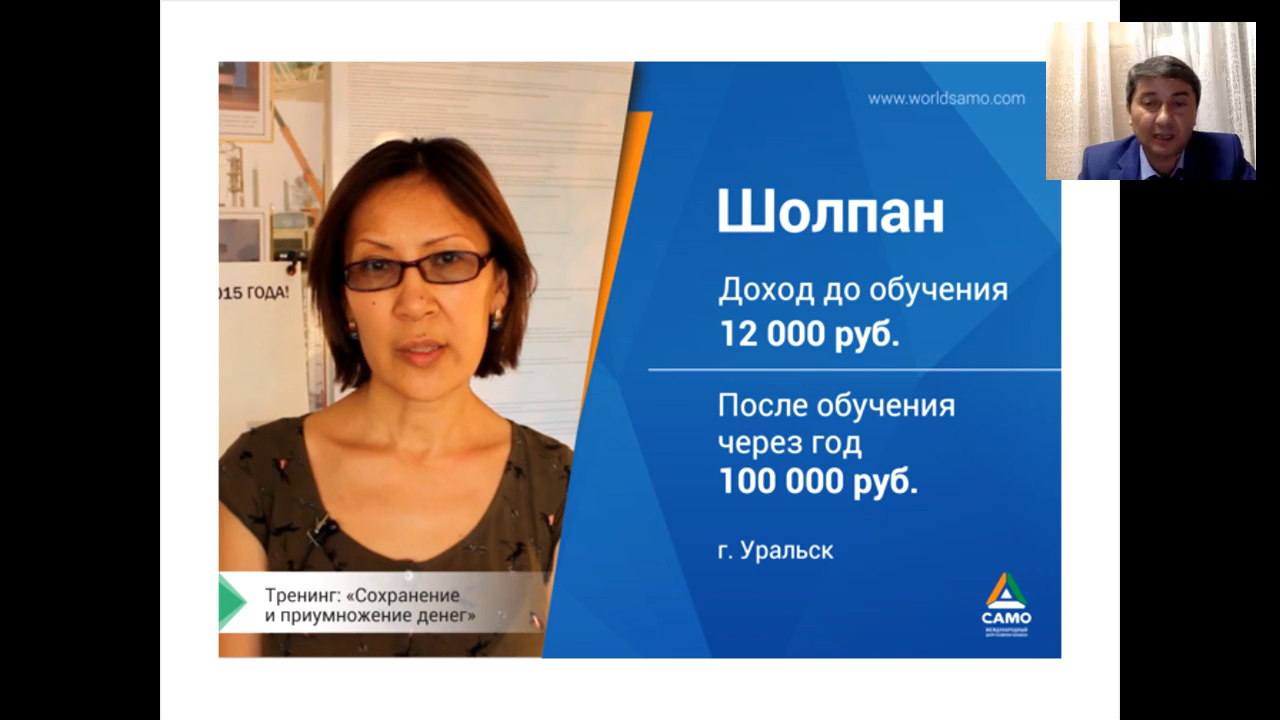 www.worldsamo.com
Шолпан
Доход до обучения
12 000 руб.
После обучения
через год
100 000 руб.
г. Уральск
015 ГОДА!
Тренинг: «Сохранение
и приумножение денег»
САМО